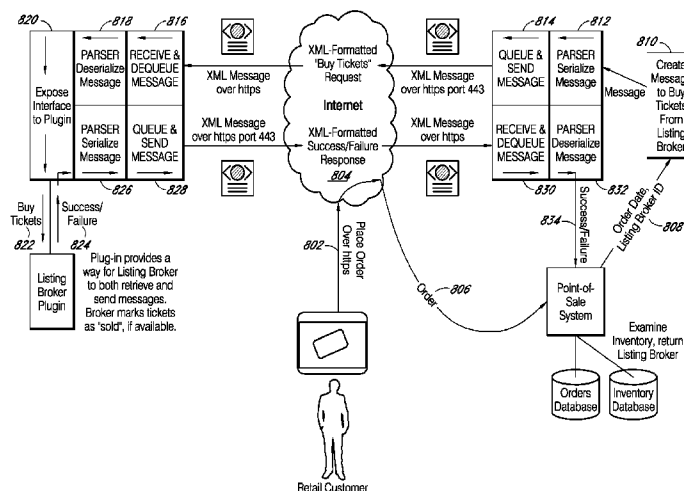 820
818
816
814
812
810
PARSER
Deserialize
Message
RECEIVE &
DEQUEUE
MESSAGE
XML Message
over https
XML-Formatted
"Buy Tickets"
Request
XML Message
over https port 443
QUEUE &
SEND
MESSAGE
PARSER
Serialize
Message
Message
Create
Message
to Buy
Tickets
From
Listing
Broker
Expose
Interface
to Plugin
Internet
PARSER
Serialize
Message
QUEUE &
SEND
MESSAGE
XML Message
over https port 443
XML-Formatted
Success/Failure
Response
804
XML Message
over https
RECEIVE &
DEQUEUE
MESSAGE
PARSER
Deserialize
Message
826
828
830
832
834
Success/Failure
Order Date,
Listing Broker ID
808
Buy
Tickets
822
Success/
Failure
824
Listing
Broker
Plugin
Plug-in provides a
way for Listing Broker
to both retrieve and
send messages.
Broker marks tickets
as "sold", if available.
802
Place Order
Over https
Order
806
Point-of-
Sale
System
Examine
Inventory, return
Listing Broker
Orders
Database
Inventory
Database
Retail Customer